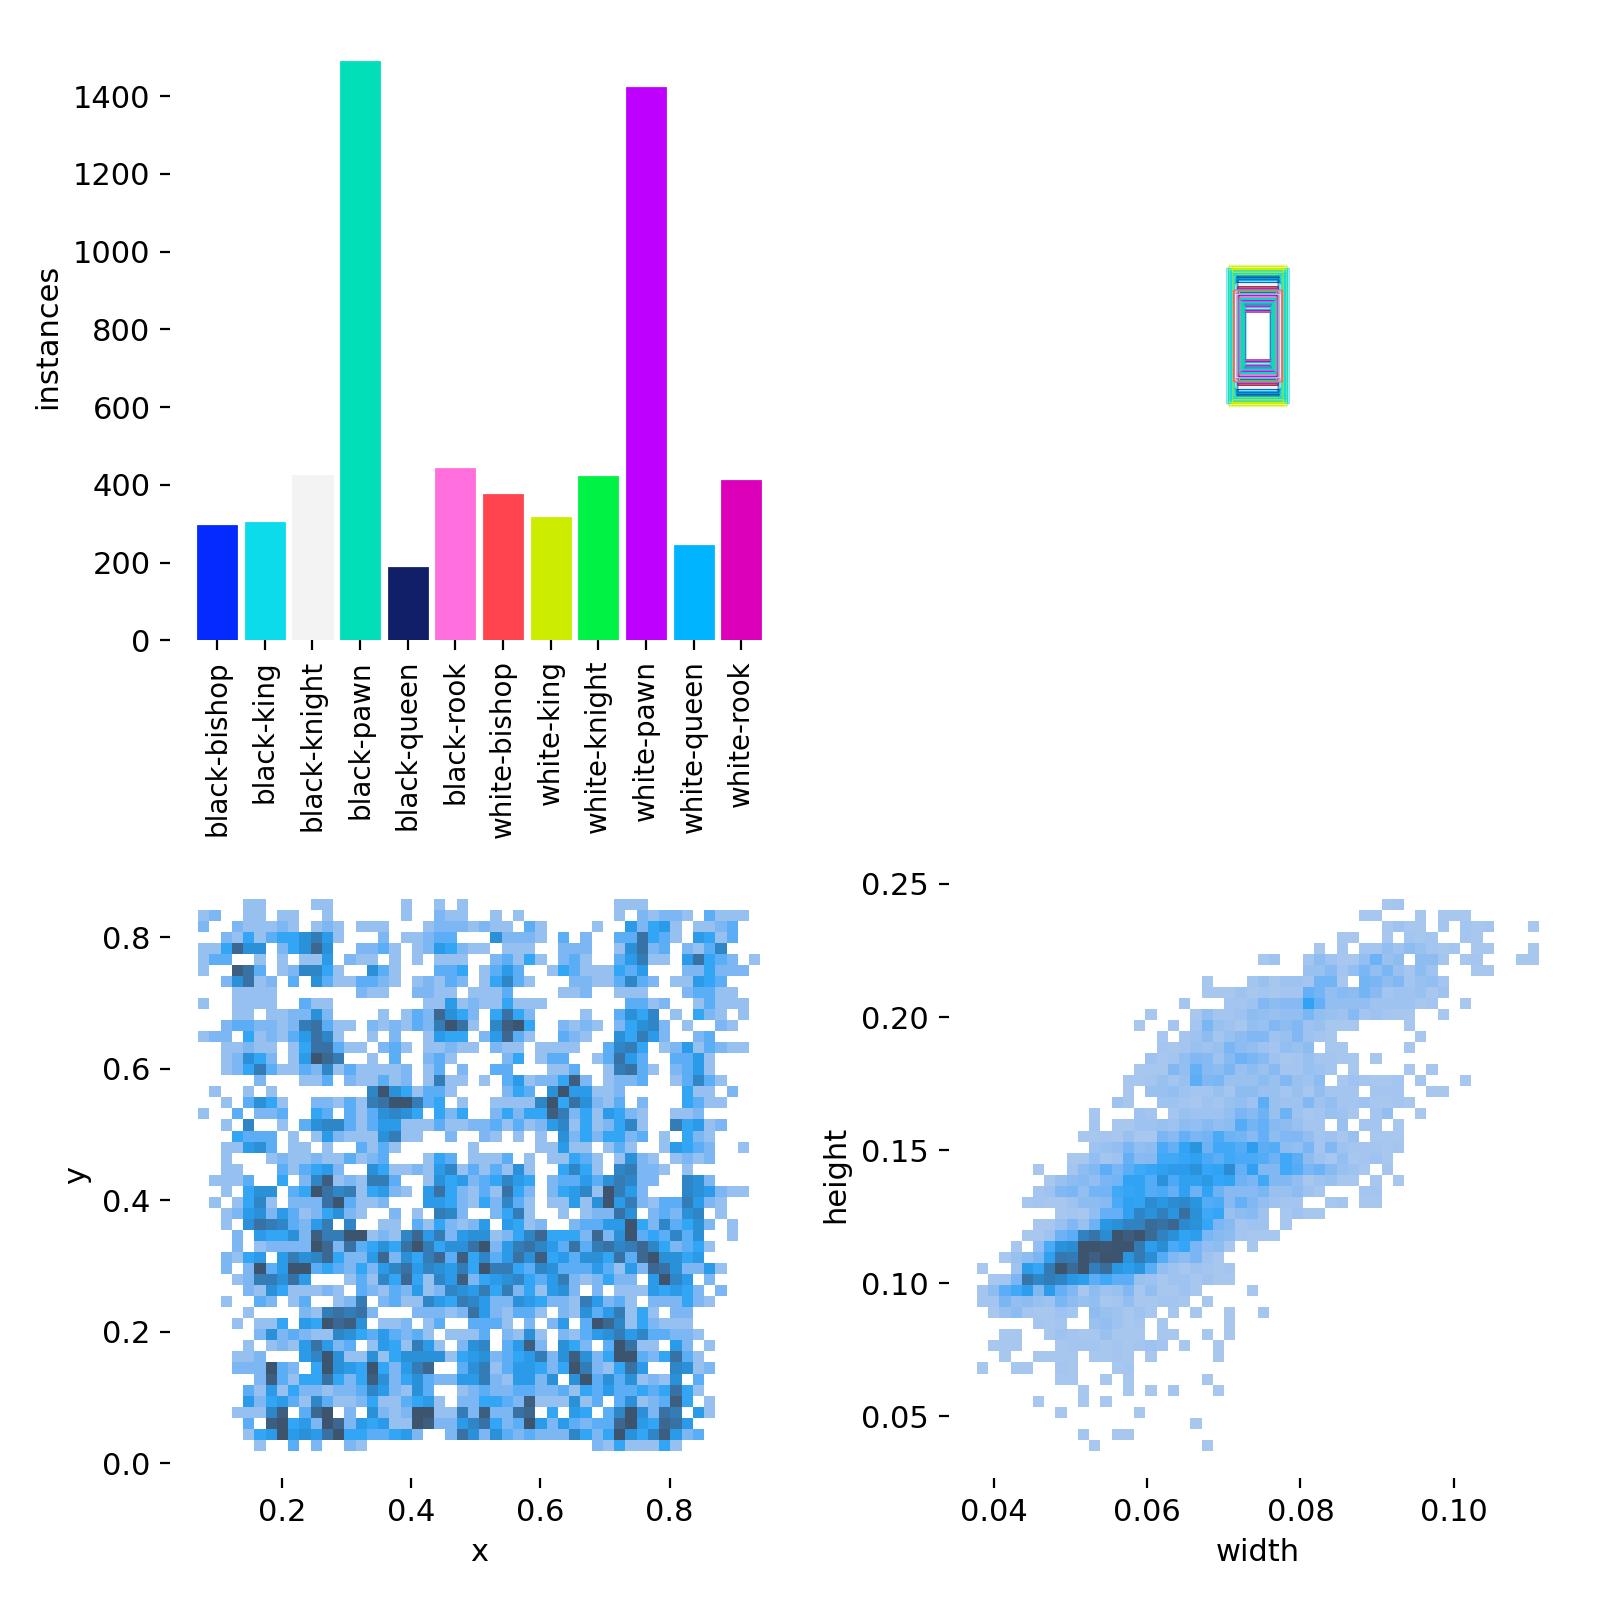 instances
1400
1200
1000
800
600
400
200
0
black-bishop
black-king
black-knight
black-pawn
black-queen
black-rook
white-bishop
white-king
white-knight
white-pawn
white-queen
white-rook
y
0.8
0.6
0.4
0.2
0.0
0.2 0.4 0.6 0.8
x
height
0.25
0.20
0.15
0.10
0.05
0.04 0.06 0.08 0.10
width